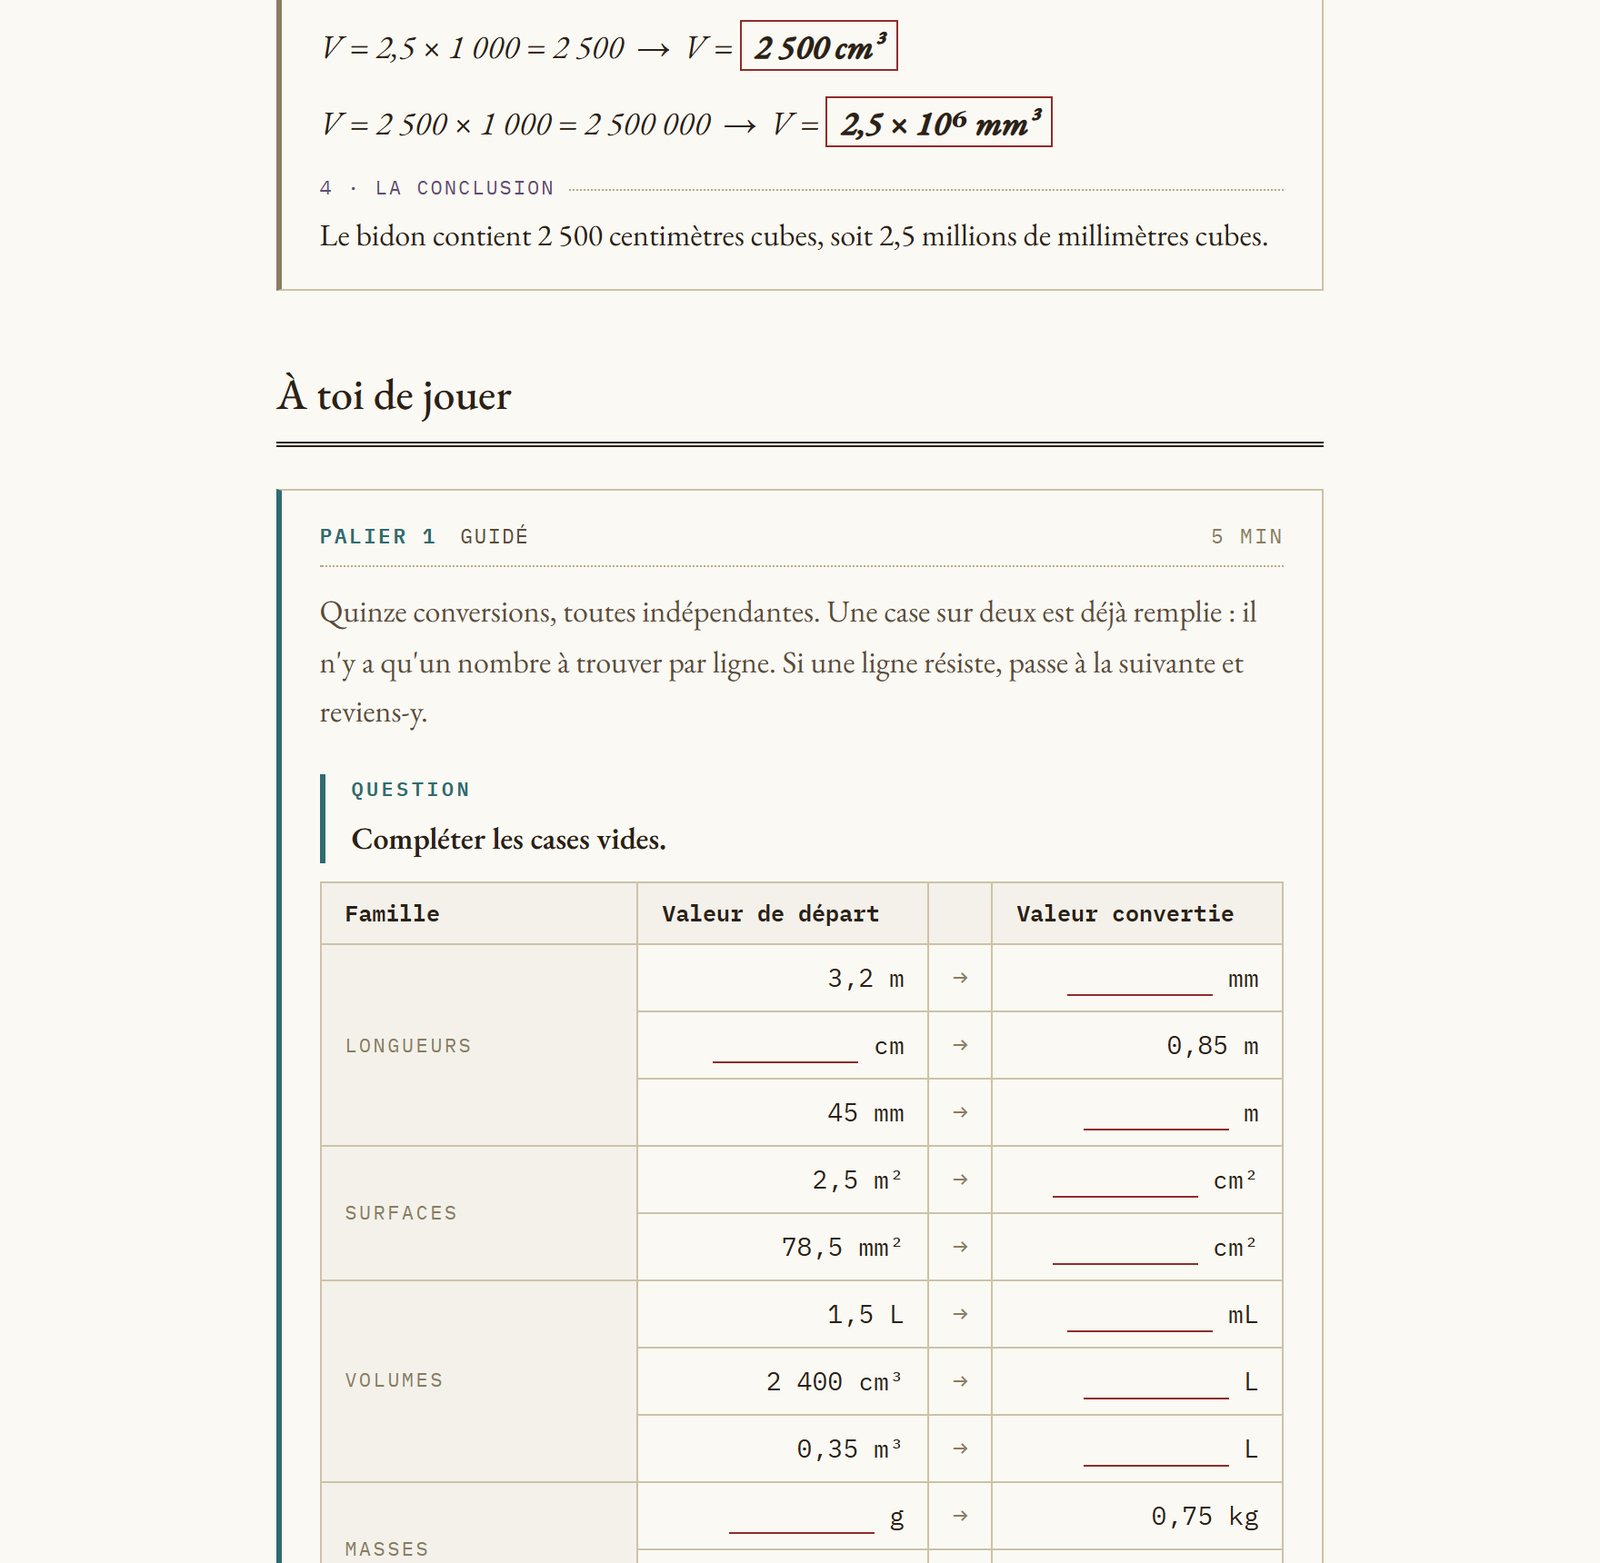 V = 2,5 × 1 000 = 2 500 → V = 2 500 cm³
V = 2 500 × 1 000 = 2 500 000 → V = 2,5 × 10⁶ mm³
4 · LA CONCLUSION
Le bidon contient 2 500 centimètres cubes, soit 2,5 millions de millimètres cubes.
À toi de jouer
PALIER 1 GUIDÉ 5 MIN
Quinze conversions, toutes indépendantes. Une case sur deux est déjà remplie : il
n'y a qu'un nombre à trouver par ligne. Si une ligne résiste, passe à la suivante et
reviens-y.
QUESTION
Compléter les cases vides.
Famille Valeur de départ Valeur convertie
3,2 m → mm
LONGUEURS cm → 0,85 m
45 mm → m
2,5 m² → cm²
SURFACES
78,5 mm² → cm²
1,5 L → mL
VOLUMES 2 400 cm³ → L
0,35 m³ → L
g → 0,75 kg
MASSES